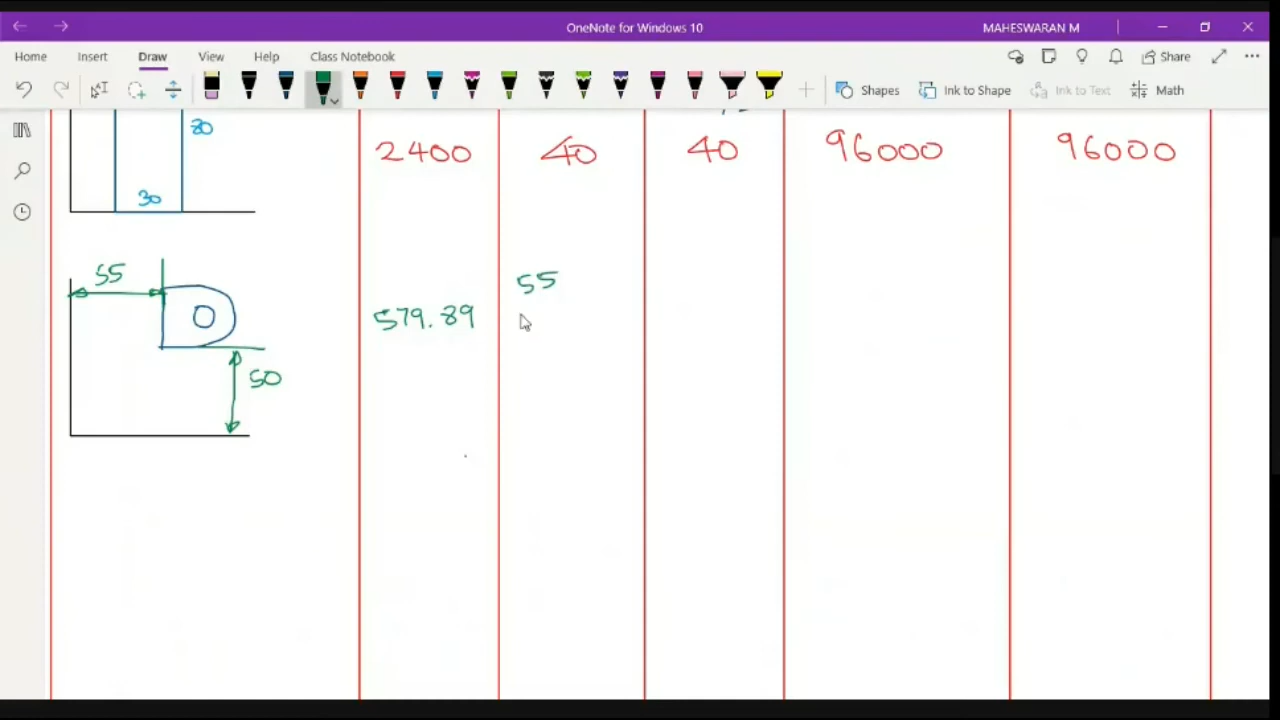 OneNote for Windows 10
MAHESWARAN M
Home Insert Draw View Help Class Notebook
Share
Shapes
Ink to Shape
Ink to Text
Math
80
30
2400 40 40 96000 96000
55
50
579.89
55